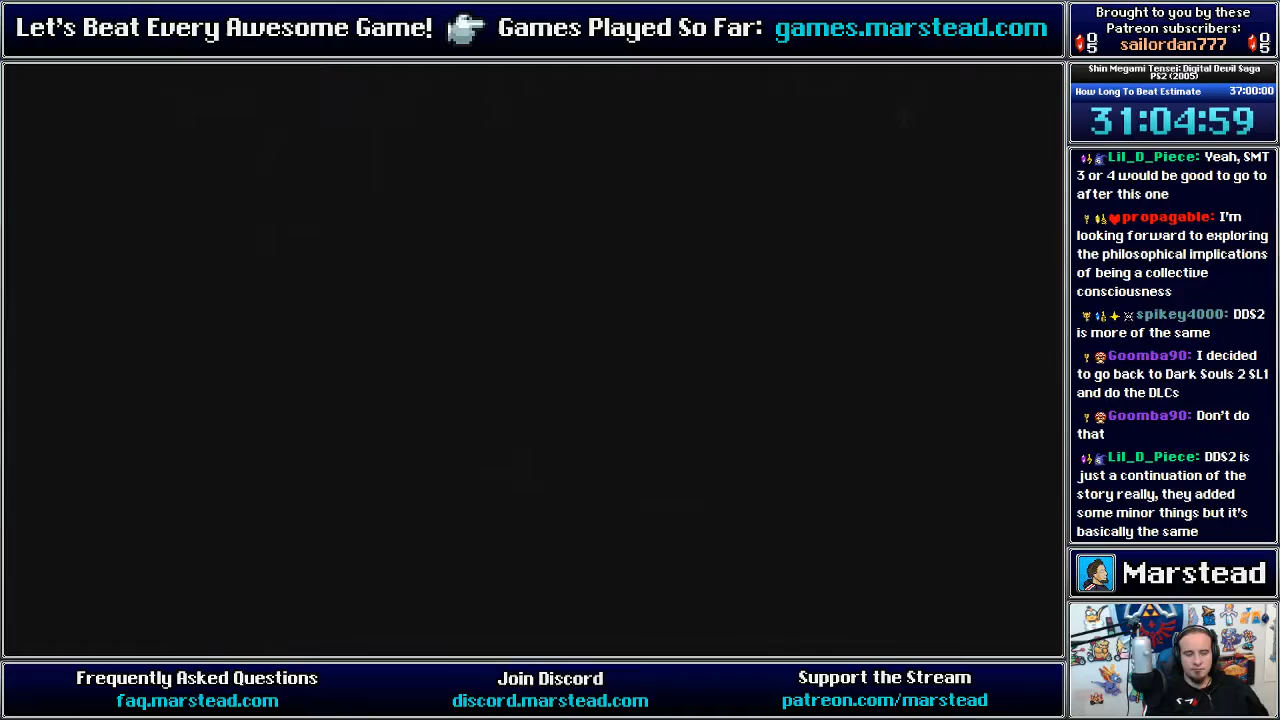 Let's Beat Every Awesome Game! Games Played So Far: games.marstead.com
Brought to you by these
Patreon subscribers:
sailordan777
0
5
0
5
Shin Megami Tensei: Digital Devil Saga
PS2 (2005)
How Long To Beat Estimate 37:00:00
31:04:59
Lil_D_Piece: Yeah, SMT
3 or 4 would be good to go to
after this one
propagable: I'm
looking forward to exploring
the philosophical implications
of being a collective
consciousness
spikey4000: DDS2
is more of the same
Goomba90: I decided
to go back to Dark Souls 2 SL1
and do the DLCs
Goomba90: Don't do
that
Lil_D_Piece: DDS2 is
just a continuation of the
story really, they added
some minor things but it's
basically the same
Marstead
Frequently Asked Questions
faq.marstead.com
Join Discord
discord.marstead.com
Support the Stream
patreon.com/marstead